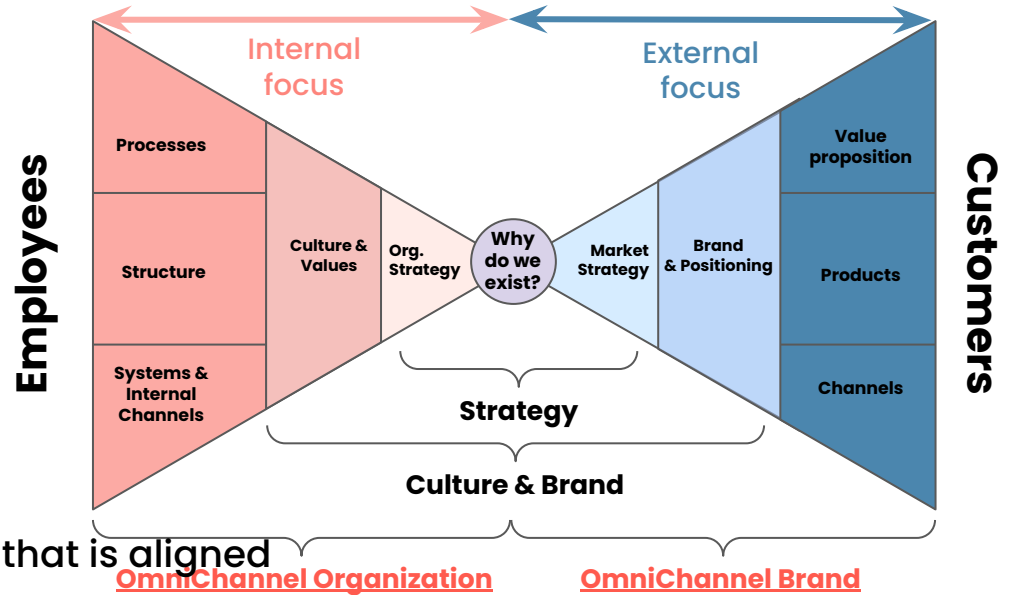 Internal
focus
External
focus
Employees
Processes
Structure
Systems &
Internal
Channels
Culture &
Values
Org.
Strategy
Why
do we
exist?
Market
Strategy
Brand
& Positioning
Value
proposition
Products
Channels
Customers
Strategy
Culture & Brand
that is aligned
OmniChannel Organization
OmniChannel Brand